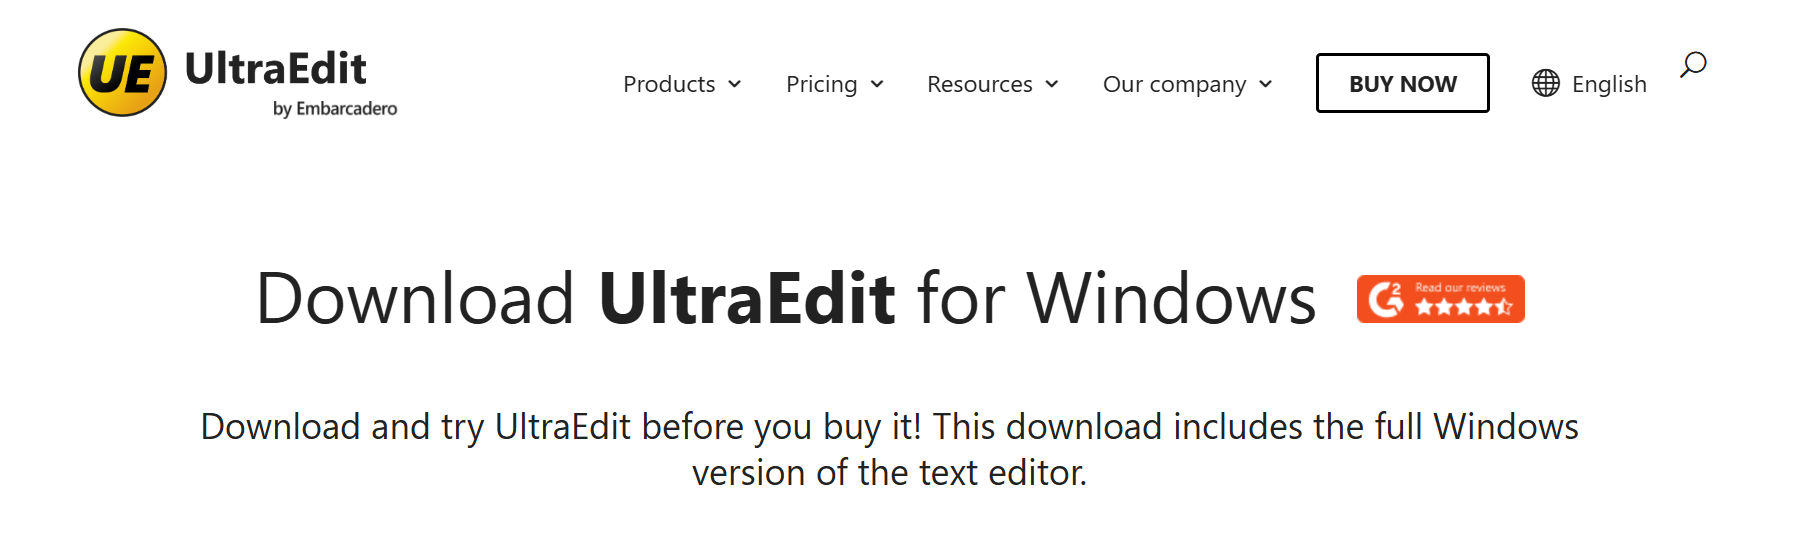 UE
UltraEdit
by Embarcadero
Products
Pricing
Resources
Our company
BUY NOW
English
Download UltraEdit for Windows
G2
Read our reviews
Download and try UltraEdit before you buy it! This download includes the full Windows
version of the text editor.